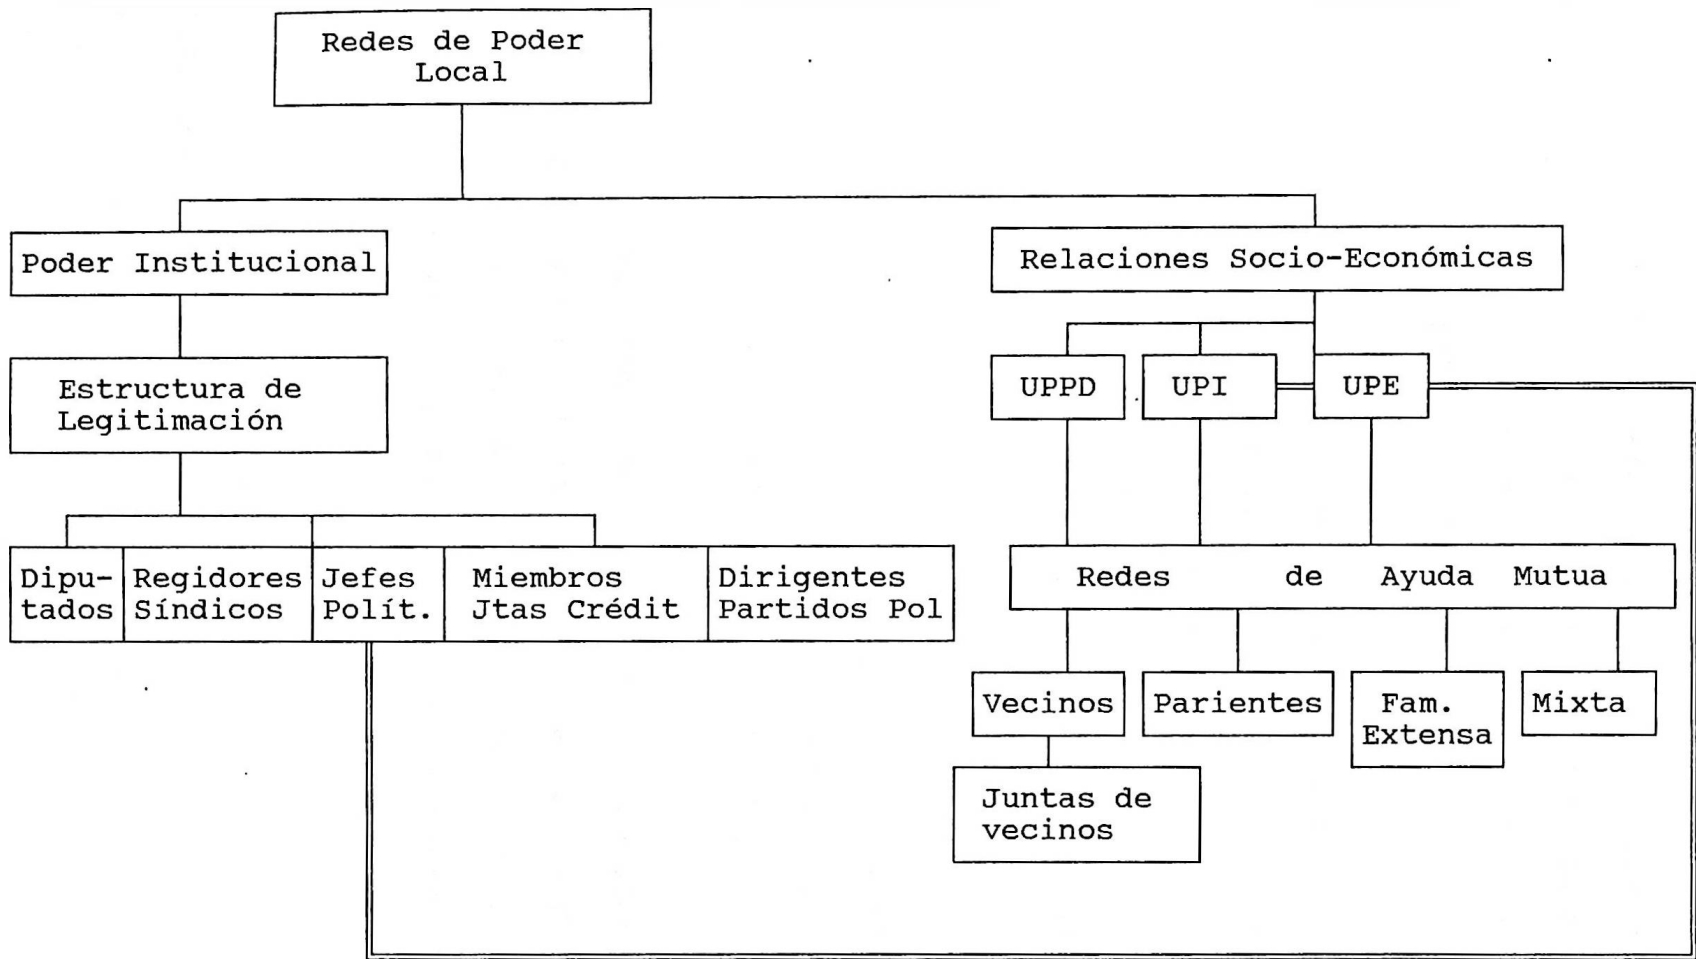 Redes de Poder
Local
Poder Institucional
Relaciones Socio-Económicas
Estructura de
Legitimación
UPPD
UPI
UPE
Dipu-
tados
Regidores
Síndicos
Jefes
Polít.
Miembros
Jtas Crédit
Dirigentes
Partidos Pol
Redes de Ayuda Mutua
Vecinos
Parientes
Fam.
Extensa
Mixta
Juntas de
vecinos